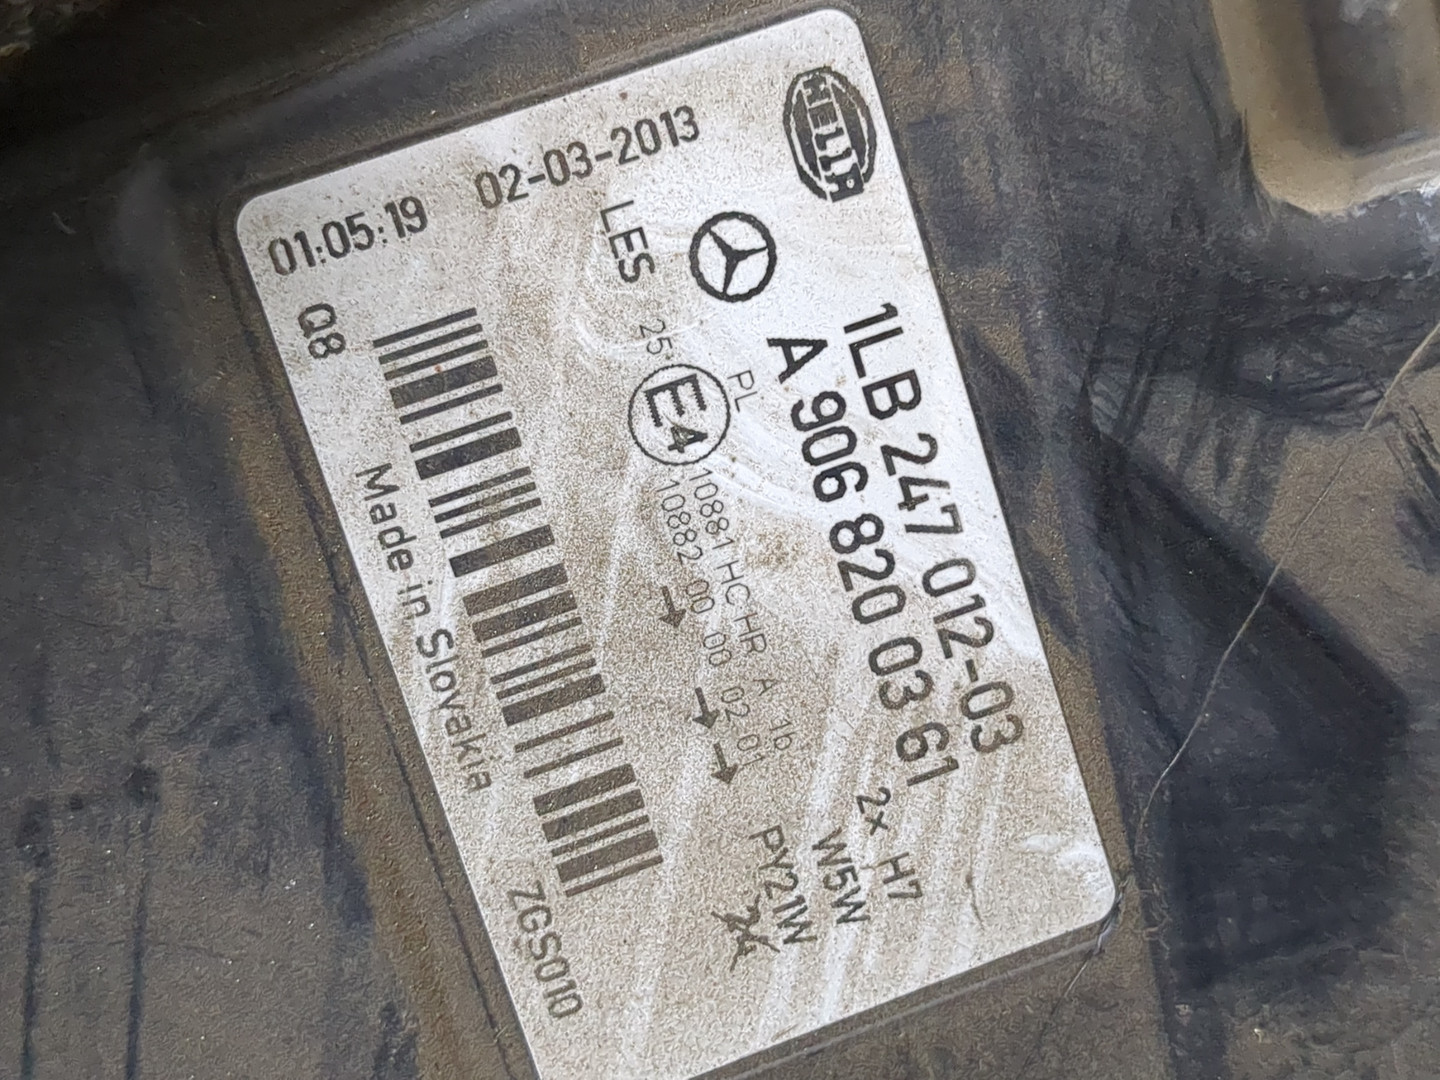 HELLA
1LB 247 012-03
A 906 820 03 61
2x H7
W5W
PY21W
PL
25
E4
10881 HC HR A 1b
10882 00 00 02 01
LES
02-03-2013
01:05:19
Q8
Made in Slovakia
ZGS010